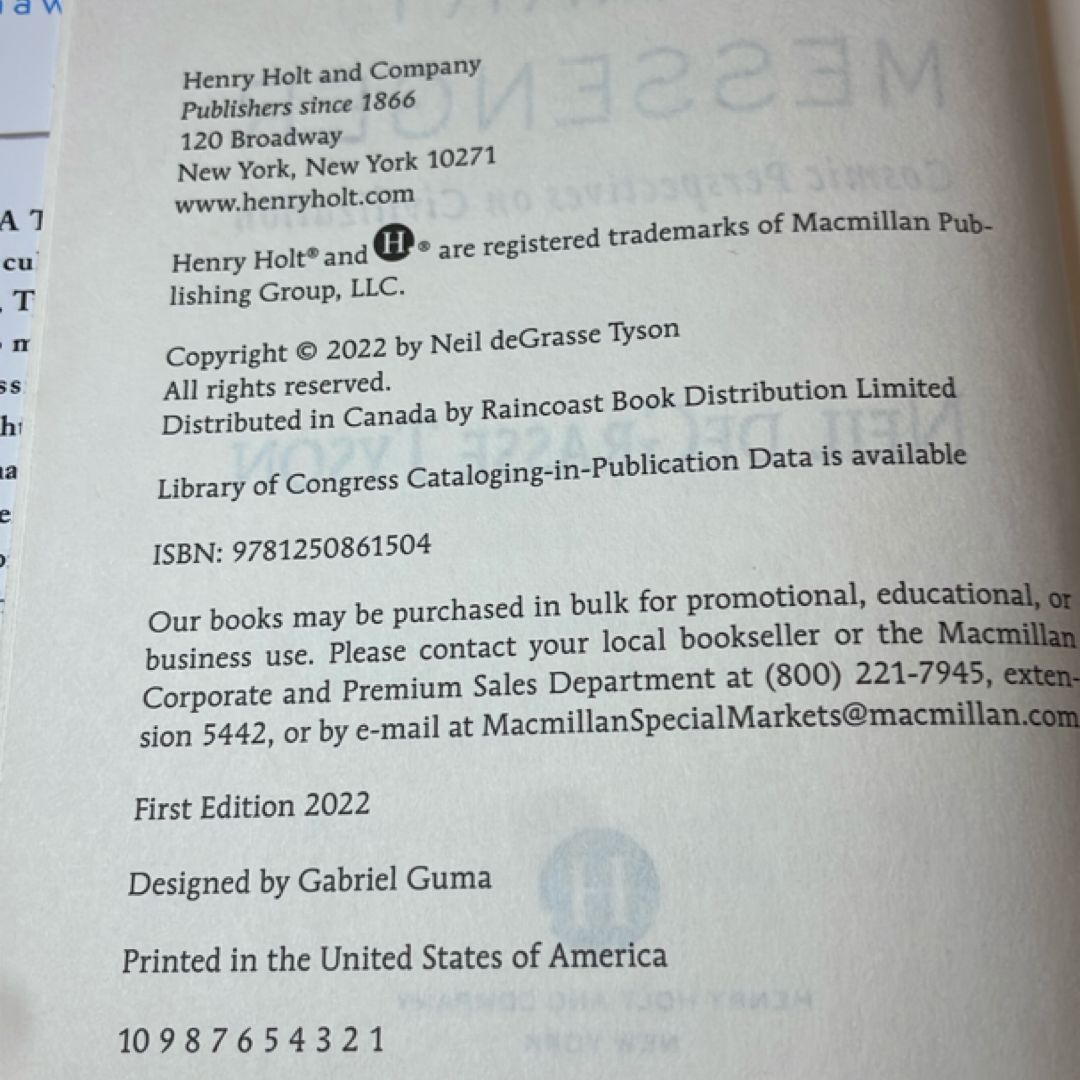 Henry Holt and Company
Publishers since 1866
120 Broadway
New York, New York 10271
www.henryholt.com
Henry Holt® and H® are registered trademarks of Macmillan Pub-
lishing Group, LLC.
Copyright © 2022 by Neil deGrasse Tyson
All rights reserved.
Distributed in Canada by Raincoast Book Distribution Limited
Library of Congress Cataloging-in-Publication Data is available
ISBN: 9781250861504
Our books may be purchased in bulk for promotional, educational, or
business use. Please contact your local bookseller or the Macmillan
Corporate and Premium Sales Department at (800) 221-7945, exten-
sion 5442, or by e-mail at MacmillanSpecialMarkets@macmillan.com
First Edition 2022
Designed by Gabriel Guma
Printed in the United States of America
10 9 8 7 6 5 4 3 2 1